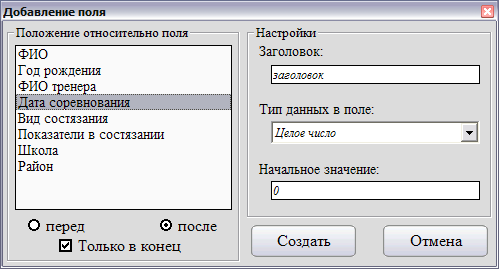 Добавление поля
Положение относительно поля
ФИО
Год рождения
ФИО тренера
Дата соревнования
Вид состязания
Показатели в состязании
Школа
Район
перед
после
Только в конец
Настройки
Заголовок:
заголовок
Тип данных в поле:
Целое число
Начальное значение:
0
Создать
Отмена